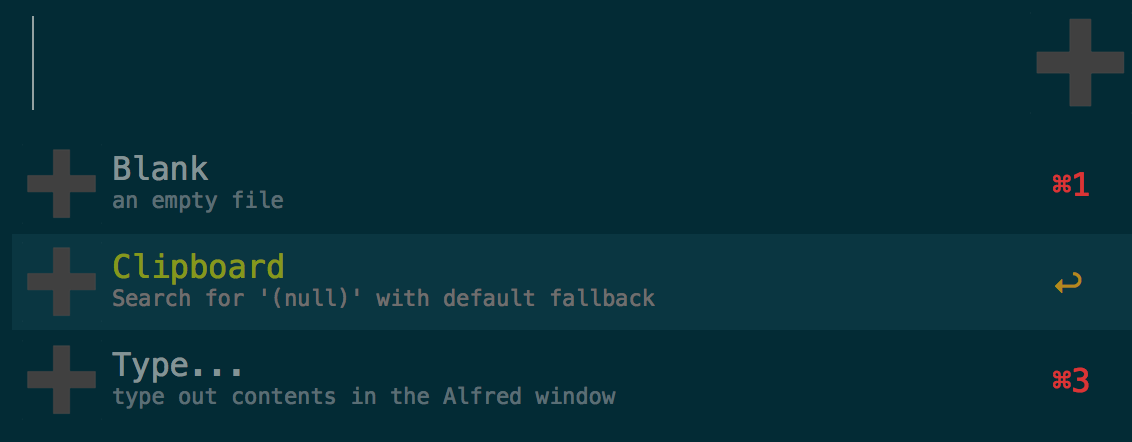 Blank
an empty file
⌘1
Clipboard
Search for '(null)' with default fallback
↩
Type...
type out contents in the Alfred window
⌘3